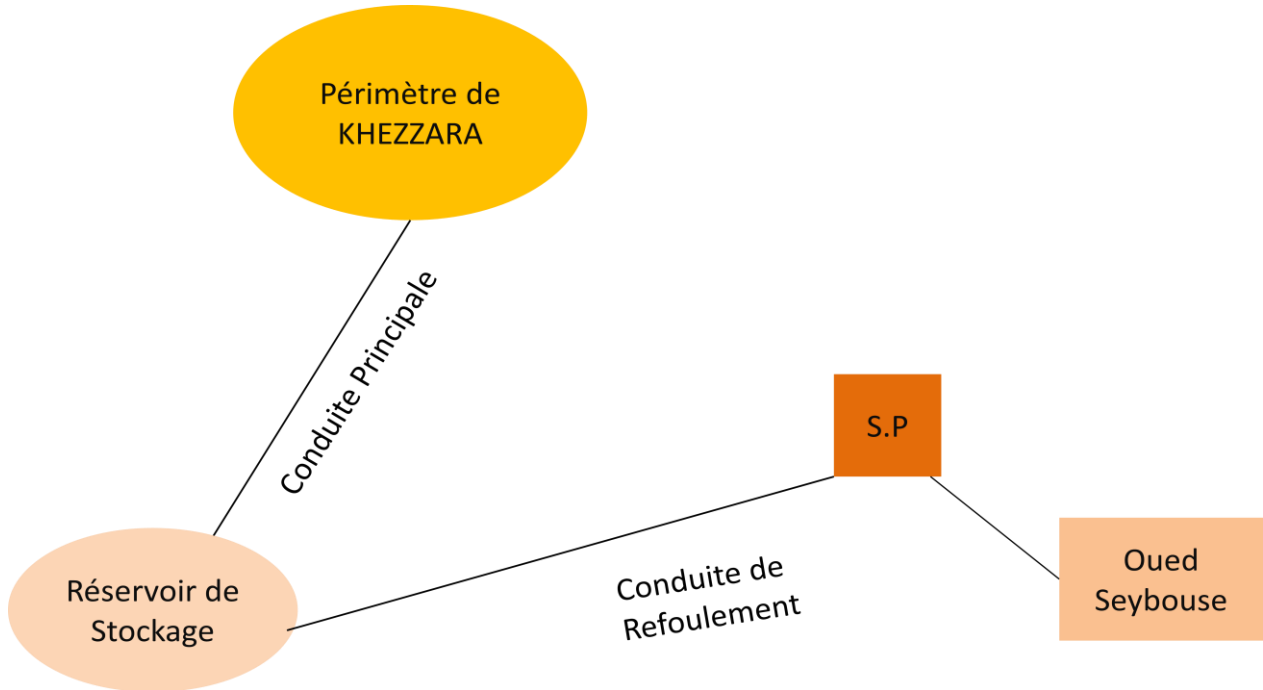 Périmètre de
KHEZZARA
Conduite Principale
S.P
Réservoir de
Stockage
Conduite de
Refoulement
Oued
Seybouse